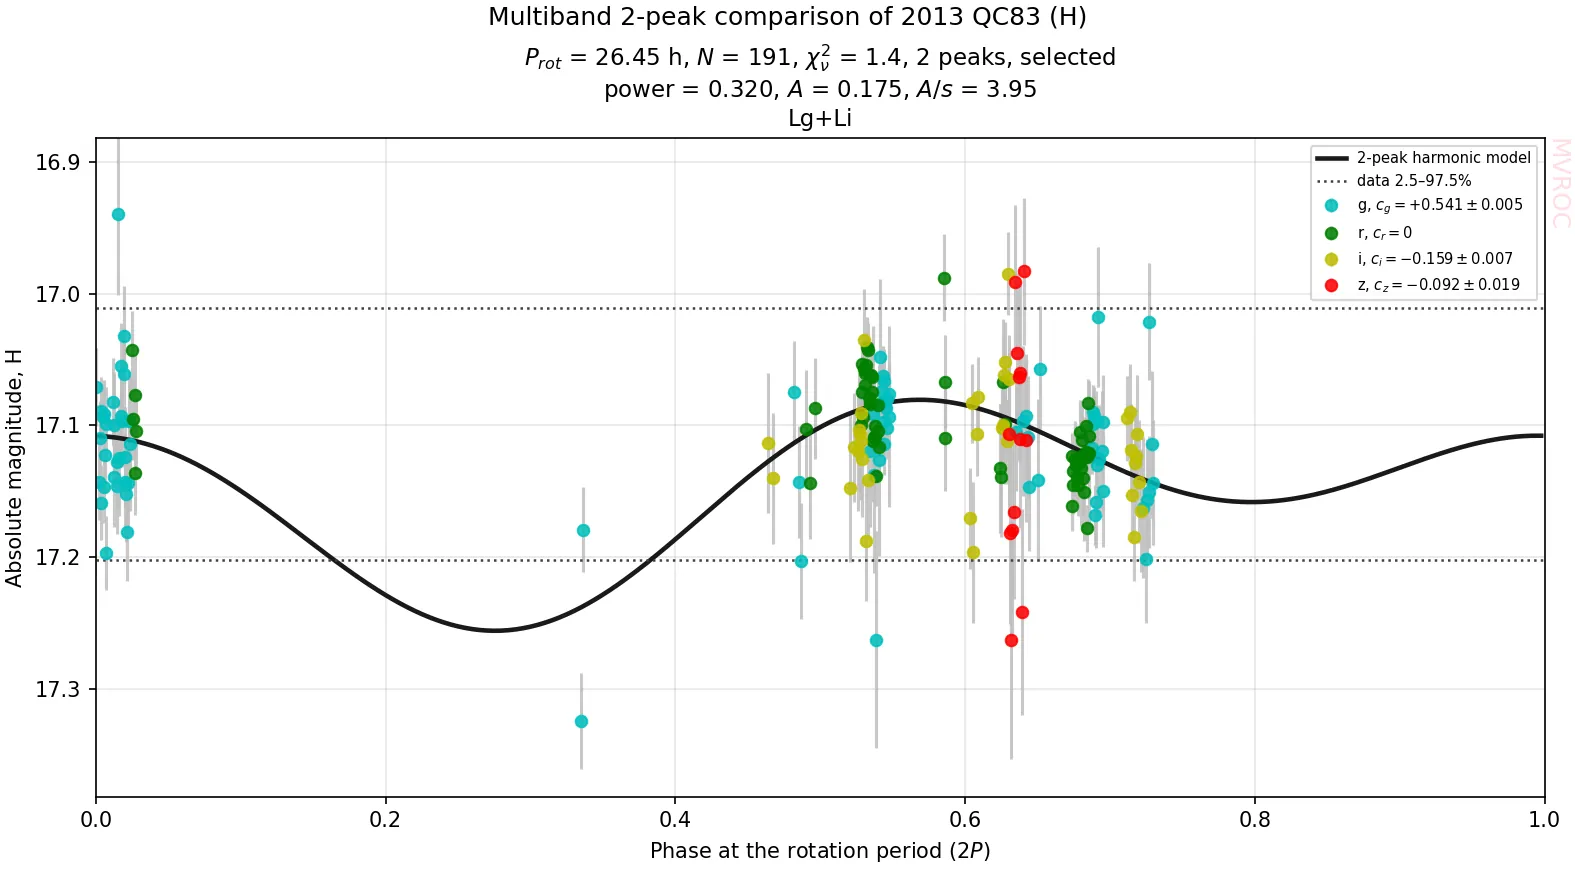 Multiband 2-peak comparison of 2013 QC83 (H)
P_rot = 26.45 h, N = 191, χ²_ν = 1.4, 2 peaks, selected
power = 0.320, A = 0.175, A/s = 3.95
Lg+Li
2-peak harmonic model
data 2.5–97.5%
g, c_g = +0.541 ± 0.005
r, c_r = 0
i, c_i = −0.159 ± 0.007
z, c_z = −0.092 ± 0.019
MVROC
Absolute magnitude, H
16.9
17.0
17.1
17.2
17.3
0.0 0.2 0.4 0.6 0.8 1.0
Phase at the rotation period (2P)